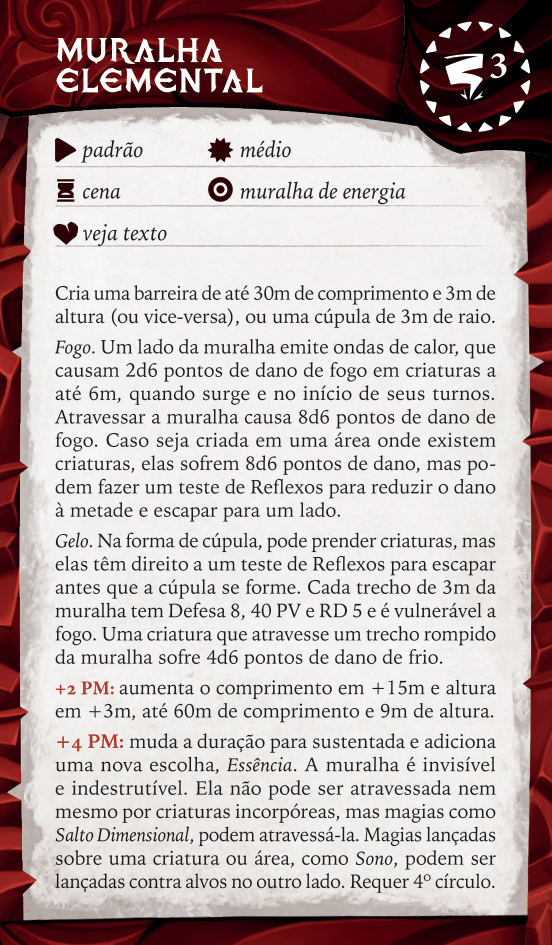 MURALHA
ELEMENTAL
3
padrão
médio
cena
muralha de energia
veja texto
Cria uma barreira de até 30m de comprimento e 3m de
altura (ou vice-versa), ou uma cúpula de 3m de raio.
Fogo. Um lado da muralha emite ondas de calor, que
causam 2d6 pontos de dano de fogo em criaturas a
até 6m, quando surge e no início de seus turnos.
Atravessar a muralha causa 8d6 pontos de dano de
fogo. Caso seja criada em uma área onde existem
criaturas, elas sofrem 8d6 pontos de dano, mas po-
dem fazer um teste de Reflexos para reduzir o dano
à metade e escapar para um lado.
Gelo. Na forma de cúpula, pode prender criaturas, mas
elas têm direito a um teste de Reflexos para escapar
antes que a cúpula se forme. Cada trecho de 3m da
muralha tem Defesa 8, 40 PV e RD 5 e é vulnerável a
fogo. Uma criatura que atravesse um trecho rompido
da muralha sofre 4d6 pontos de dano de frio.
+2 PM: aumenta o comprimento em +15m e altura
em +3m, até 60m de comprimento e 9m de altura.
+4 PM: muda a duração para sustentada e adiciona
uma nova escolha, Essência. A muralha é invisível
e indestrutível. Ela não pode ser atravessada nem
mesmo por criaturas incorpóreas, mas magias como
Salto Dimensional, podem atravessá-la. Magias lançadas
sobre uma criatura ou área, como Sono, podem ser
lançadas contra alvos no outro lado. Requer 4º círculo.